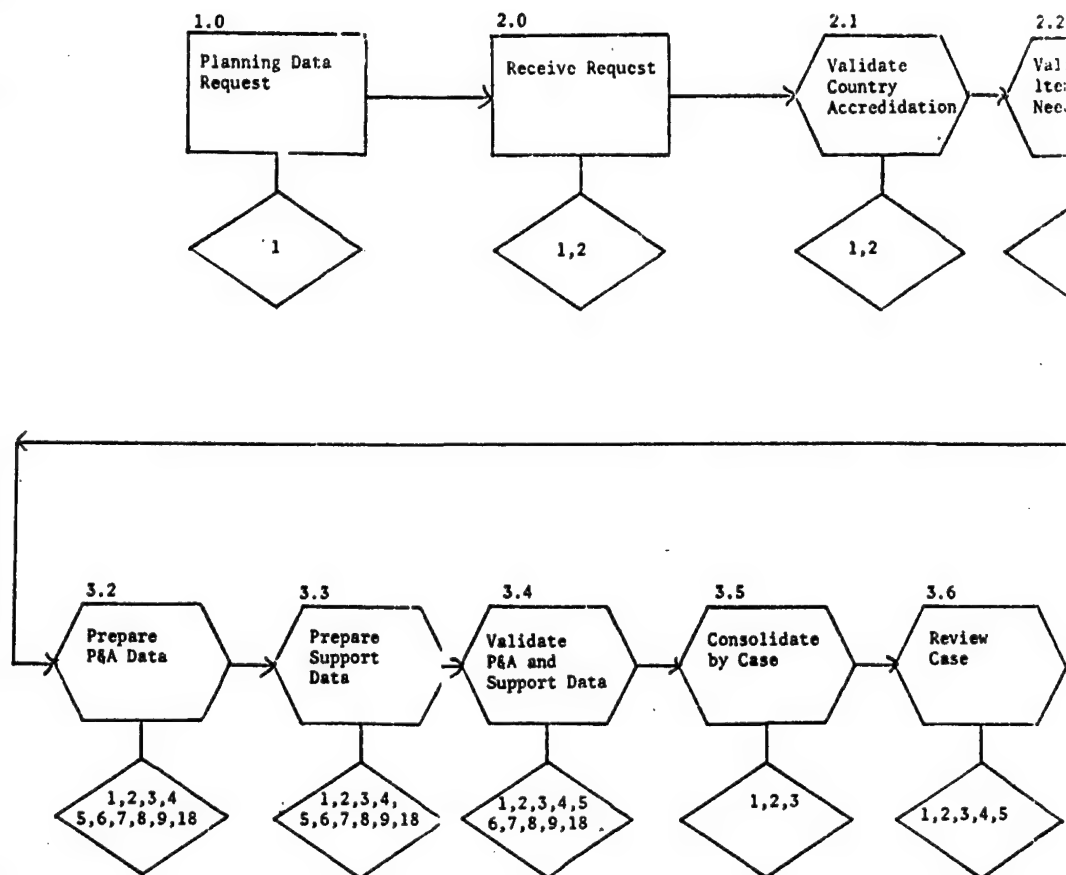 1.0
Planning Data
Request
2.0
Receive Request
2.1
Validate
Country
Accredidation
2.2
Val
Ite
Nee
1
1,2
1,2
3.2
Prepare
P&A Data
3.3
Prepare
Support
Data
3.4
Validate
P&A and
Support Data
3.5
Consolidate
by Case
3.6
Review
Case
1,2,3,4
5,6,7,8,9,18
1,2,3,4,
5,6,7,8,9,18
1,2,3,4,5
6,7,8,9,18
1,2,3
1,2,3,4,5